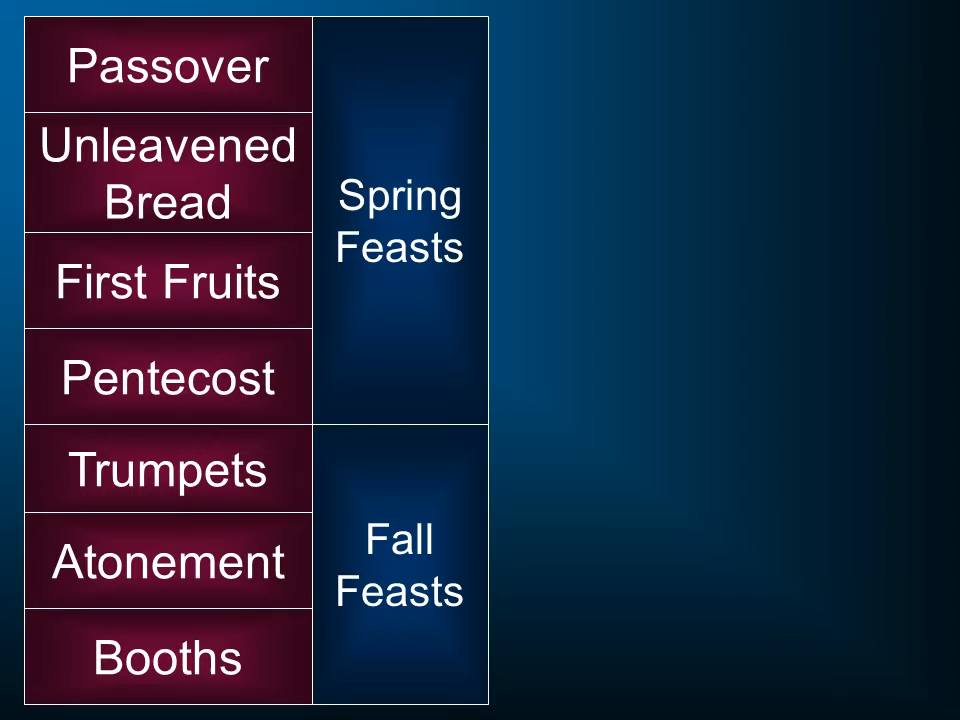 Passover
Unleavened
Bread
First Fruits
Pentecost
Trumpets
Atonement
Booths
Spring
Feasts
Fall
Feasts